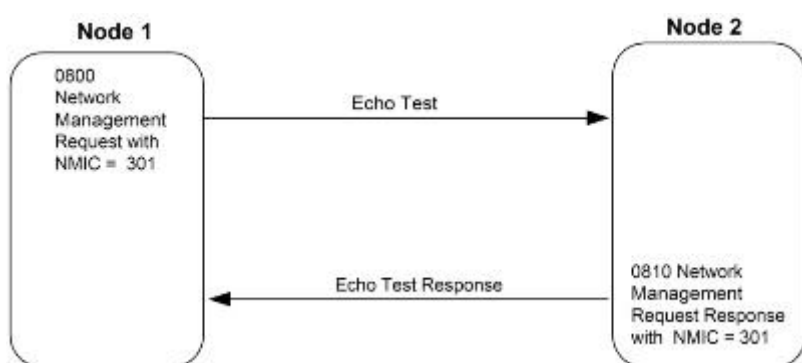 Node 1
Node 2
0800
Network
Management
Request with
NMIC = 301
Echo Test
Echo Test Response
0810 Network
Management
Request Response
with NMIC = 301